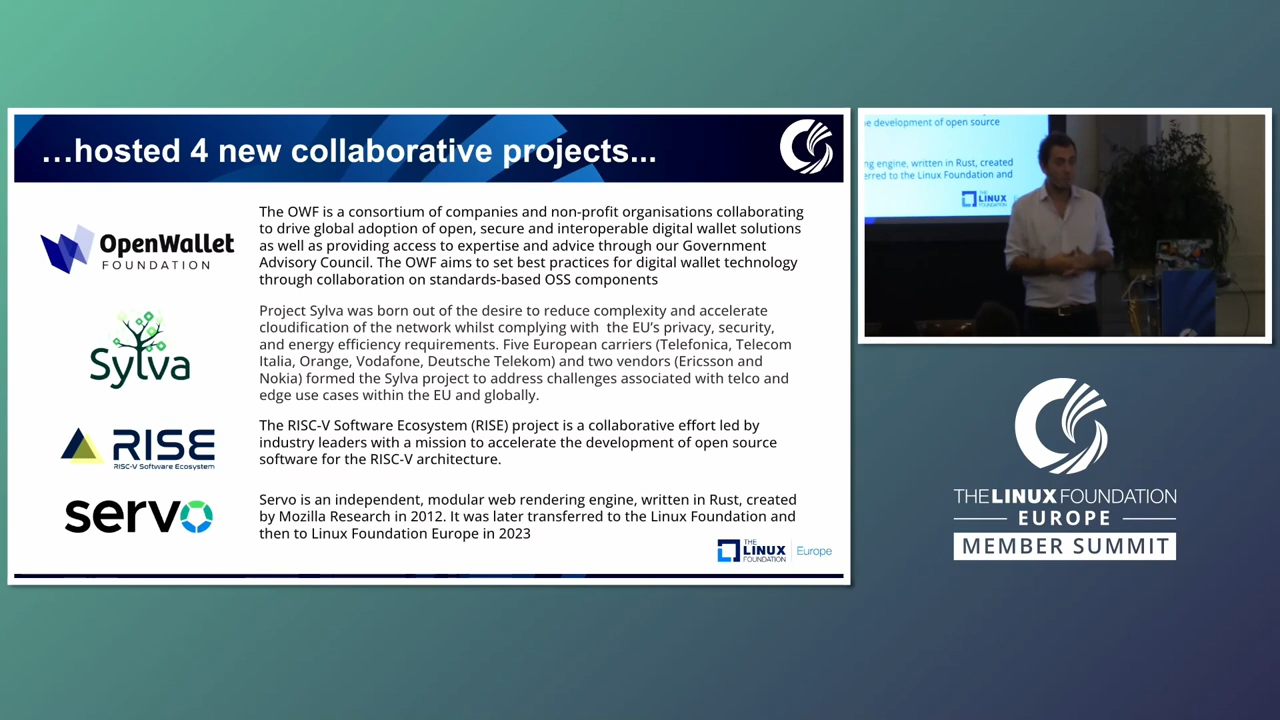 …hosted 4 new collaborative projects...
OpenWallet
FOUNDATION
The OWF is a consortium of companies and non-profit organisations collaborating
to drive global adoption of open, secure and interoperable digital wallet solutions
as well as providing access to expertise and advice through our Government
Advisory Council. The OWF aims to set best practices for digital wallet technology
through collaboration on standards-based OSS components
Sylva
Project Sylva was born out of the desire to reduce complexity and accelerate
cloudification of the network whilst complying with the EU's privacy, security,
and energy efficiency requirements. Five European carriers (Telefonica, Telecom
Italia, Orange, Vodafone, Deutsche Telekom) and two vendors (Ericsson and
Nokia) formed the Sylva project to address challenges associated with telco and
edge use cases within the EU and globally.
RISE
RISC-V Software Ecosystem
The RISC-V Software Ecosystem (RISE) project is a collaborative effort led by
industry leaders with a mission to accelerate the development of open source
software for the RISC-V architecture.
servo
Servo is an independent, modular web rendering engine, written in Rust, created
by Mozilla Research in 2012. It was later transferred to the Linux Foundation and
then to Linux Foundation Europe in 2023
THE
LINUX
FOUNDATION
Europe
e development of open source
ng engine, written in Rust, created
erred to the Linux Foundation and
THE
LINUX
FOUNDATION
THE LINUX FOUNDATION
EUROPE
MEMBER SUMMIT